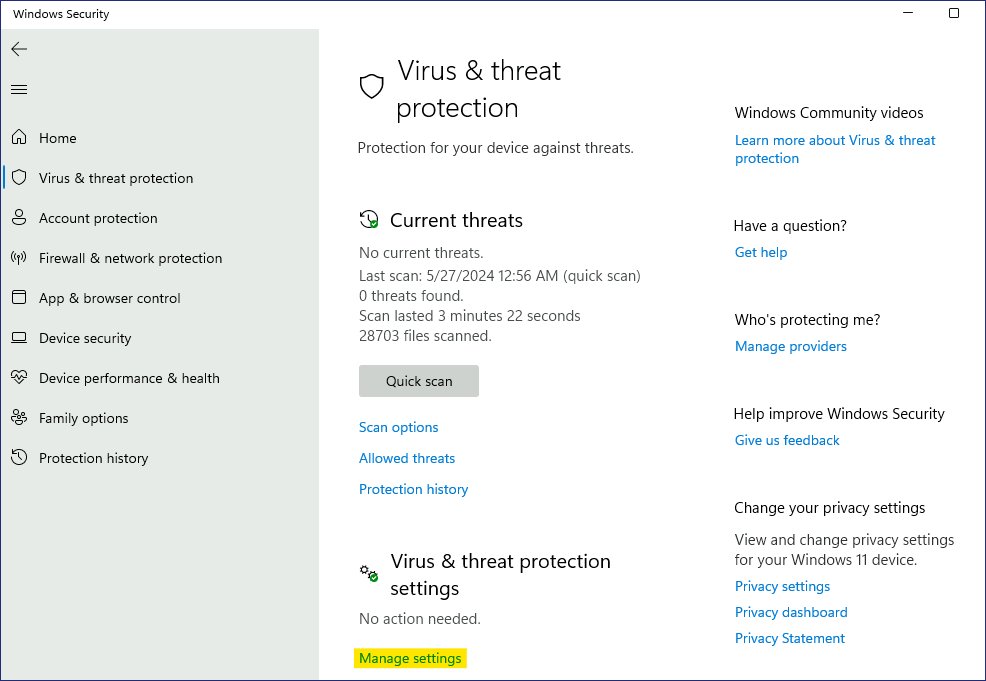 Windows Security
Home
Virus & threat protection
Account protection
Firewall & network protection
App & browser control
Device security
Device performance & health
Family options
Protection history
Virus & threat
protection
Protection for your device against threats.
Current threats
No current threats.
Last scan: 5/27/2024 12:56 AM (quick scan)
0 threats found.
Scan lasted 3 minutes 22 seconds
28703 files scanned.
Quick scan
Scan options
Allowed threats
Protection history
Virus & threat protection
settings
No action needed.
Manage settings
Windows Community videos
Learn more about Virus & threat
protection
Have a question?
Get help
Who's protecting me?
Manage providers
Help improve Windows Security
Give us feedback
Change your privacy settings
View and change privacy settings
for your Windows 11 device.
Privacy settings
Privacy dashboard
Privacy Statement